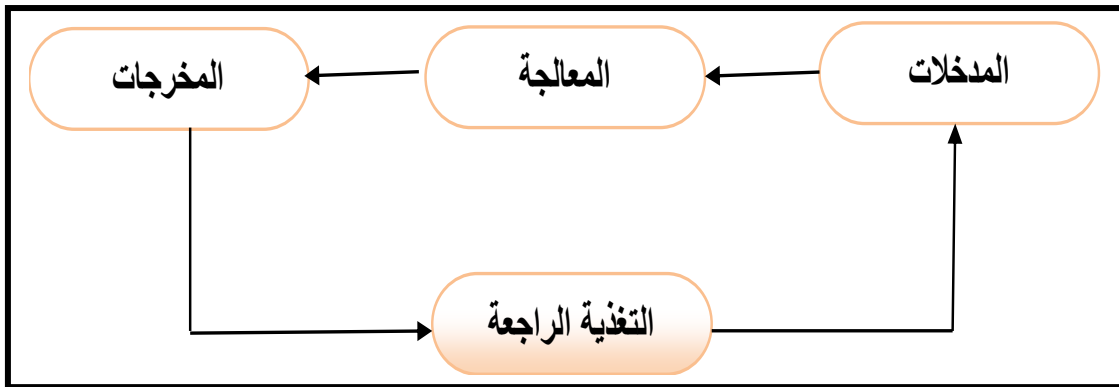 المدخلات
المعالجة
المخرجات
التغذية الراجعة